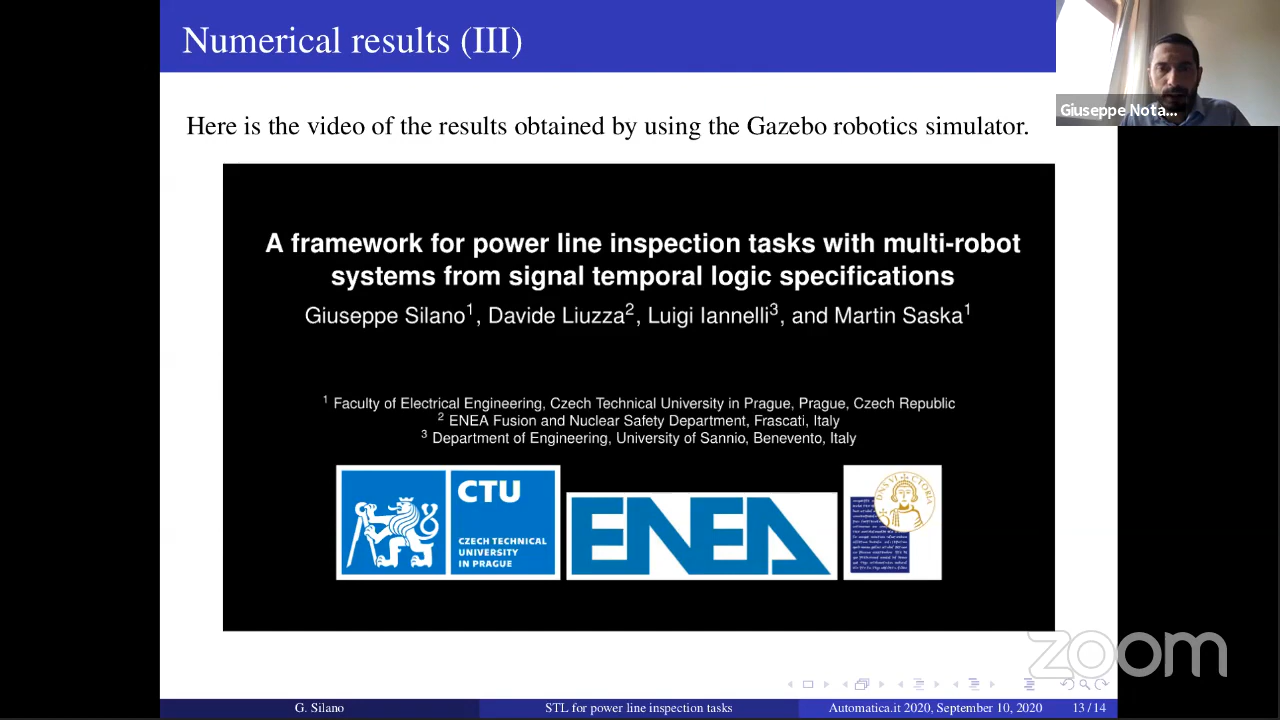 Numerical results (III)
Giuseppe Nota...
Here is the video of the results obtained by using the Gazebo robotics simulator.
A framework for power line inspection tasks with multi-robot
systems from signal temporal logic specifications
Giuseppe Silano1, Davide Liuzza2, Luigi Iannelli3, and Martin Saska1
1 Faculty of Electrical Engineering, Czech Technical University in Prague, Prague, Czech Republic
2 ENEA Fusion and Nuclear Safety Department, Frascati, Italy
3 Department of Engineering, University of Sannio, Benevento, Italy
CTU
CZECH TECHNICAL
UNIVERSITY
IN PRAGUE
ENEA
zoom
G. Silano
STL for power line inspection tasks
Automatica.it 2020, September 10, 2020
13 / 14